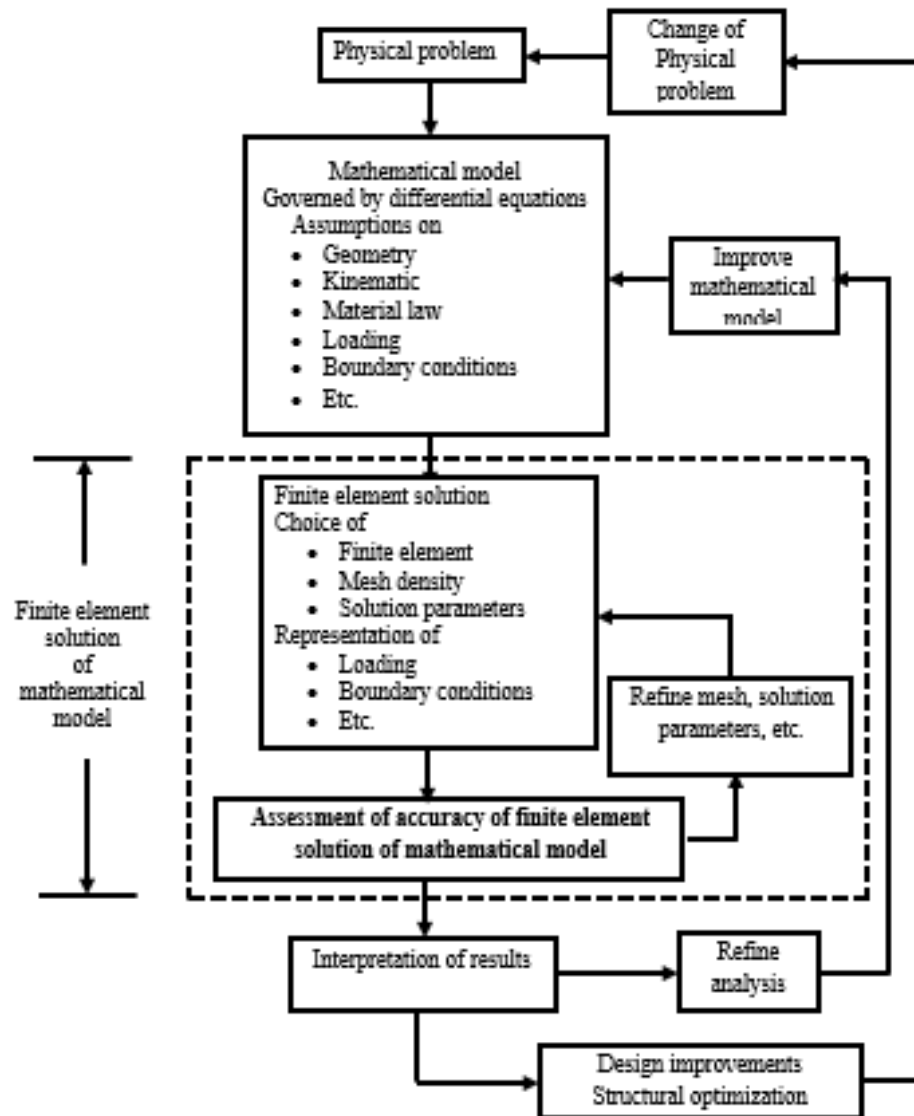 Physical problem
Change of
Physical
problem
Mathematical model
Governed by differential equations
Assumptions on
• Geometry
• Kinematic
• Material law
• Loading
• Boundary conditions
• Etc.
Improve
mathematical
model
Finite element solution
Choice of
• Finite element
• Mesh density
• Solution parameters
Representation of
• Loading
• Boundary conditions
• Etc.
Finite element
solution
of
mathematical
model
Refine mesh, solution
parameters, etc.
Assessment of accuracy of finite element
solution of mathematical model
Interpretation of results
Refine
analysis
Design improvements
Structural optimization